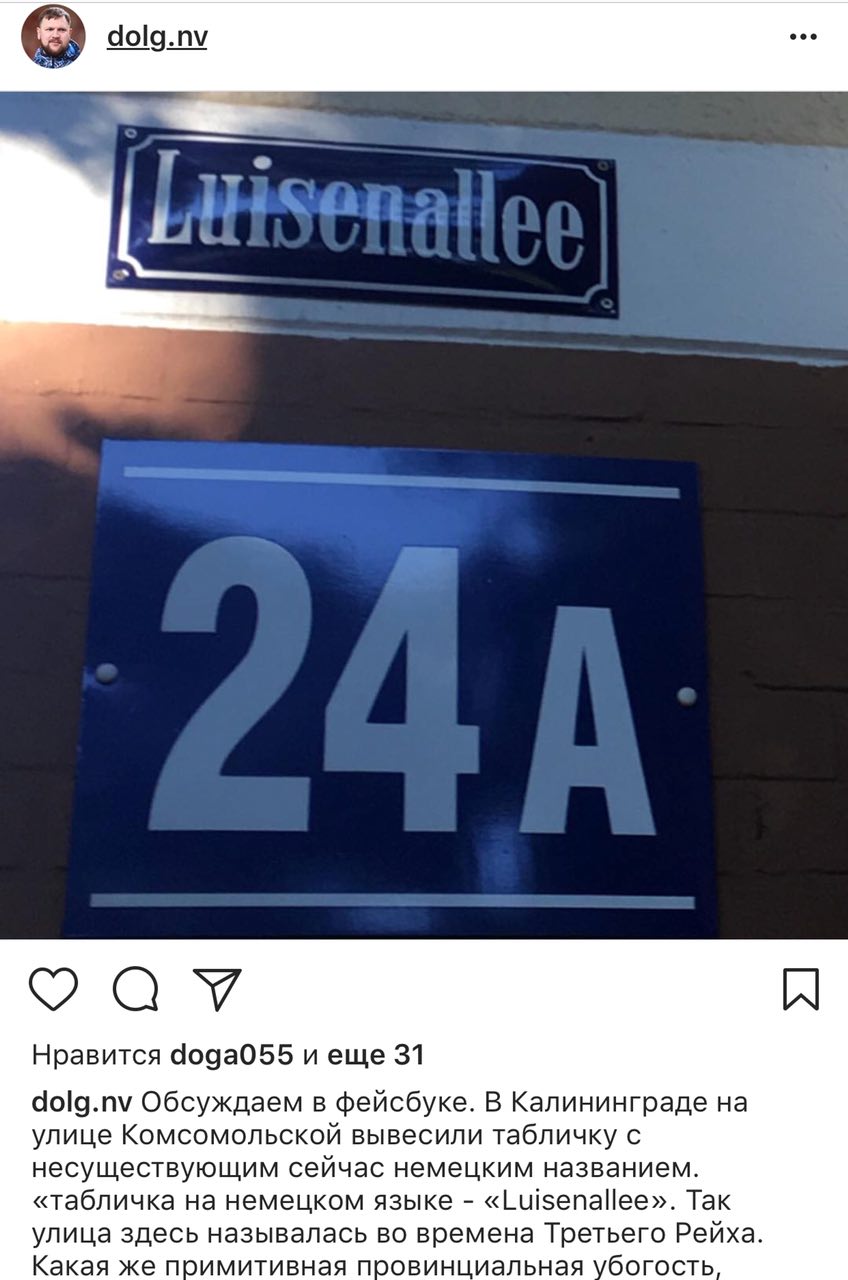 dolg.nv
Luisenallee
24A
Нравится doga055 и еще 31
dolg.nv Обсуждаем в фейсбуке. В Калининграде на
улице Комсомольской вывесили табличку с
несуществующим сейчас немецким названием.
«табличка на немецком языке - «Luisenallee». Так
улица здесь называлась во времена Третьего Рейха.
Какая же примитивная провинциальная убогость,